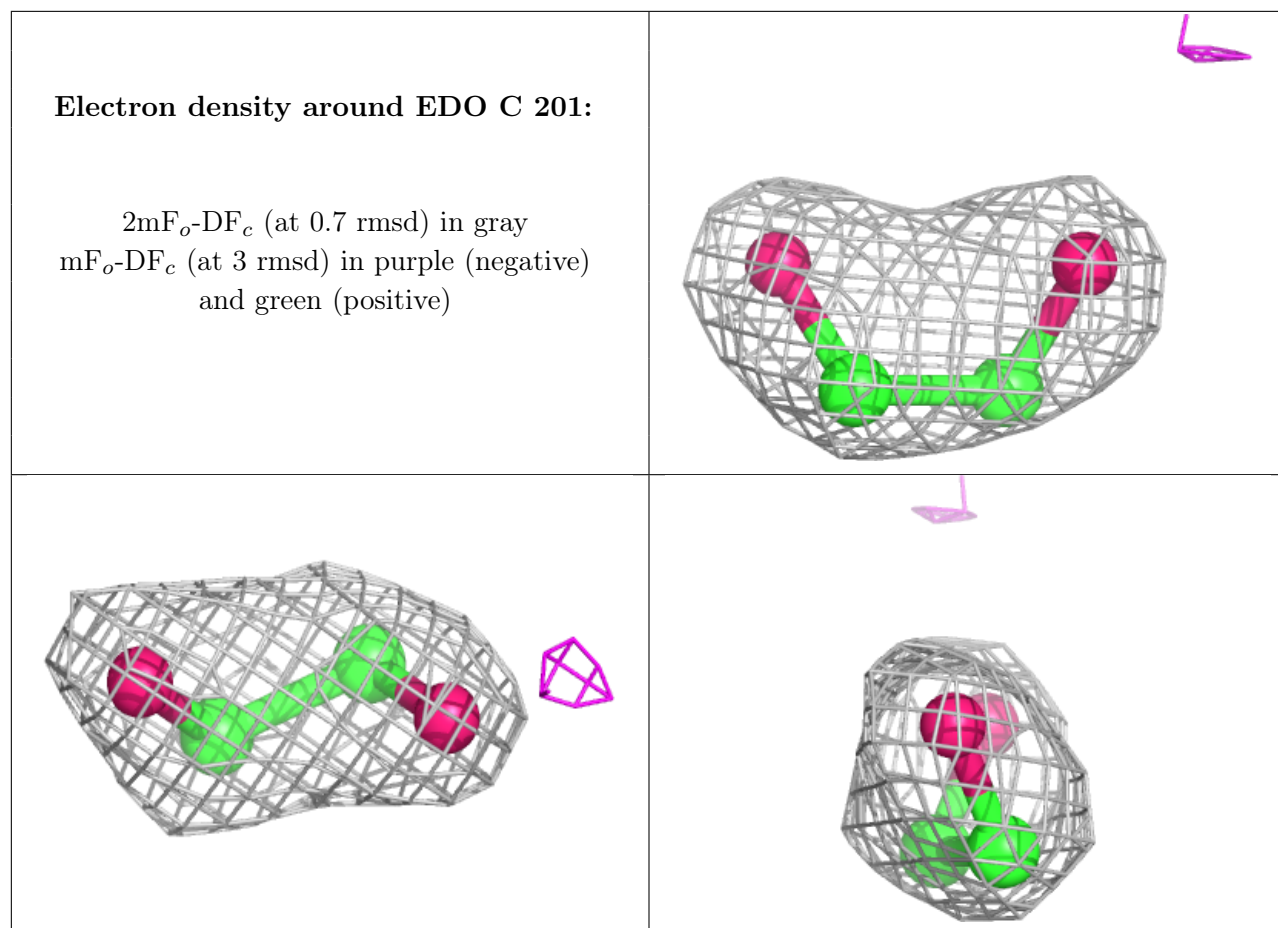 Electron density around EDO C 201:
2mFo-DFc (at 0.7 rmsd) in gray
mFo-DFc (at 3 rmsd) in purple (negative)
and green (positive)